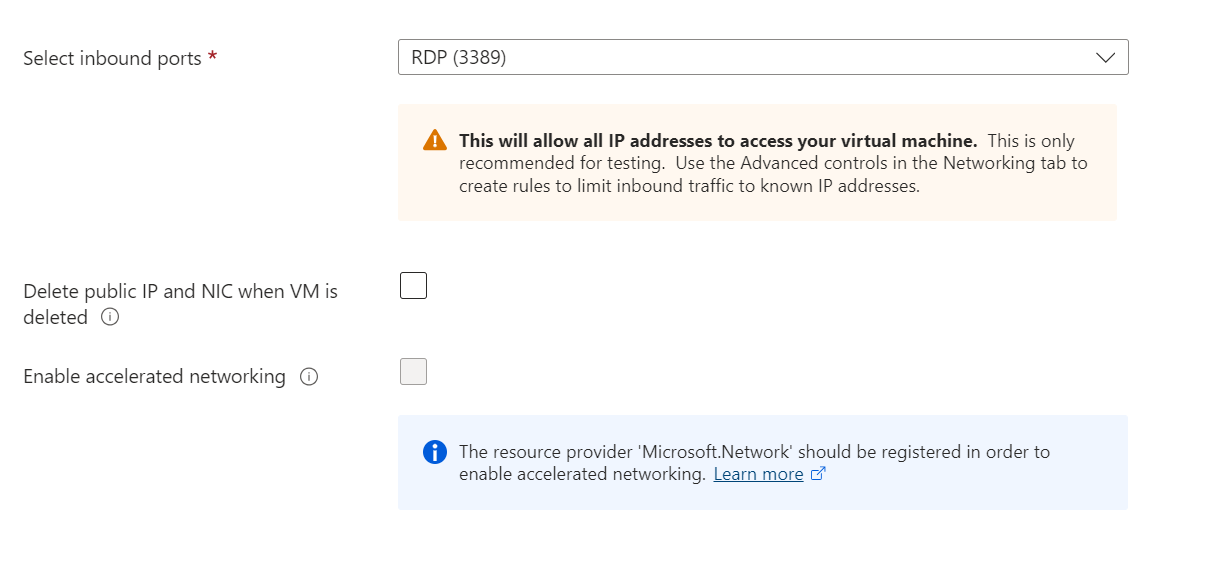 Select inbound ports *
RDP (3389)
This will allow all IP addresses to access your virtual machine. This is only
recommended for testing. Use the Advanced controls in the Networking tab to
create rules to limit inbound traffic to known IP addresses.
Delete public IP and NIC when VM is
deleted
Enable accelerated networking
The resource provider 'Microsoft.Network' should be registered in order to
enable accelerated networking. Learn more